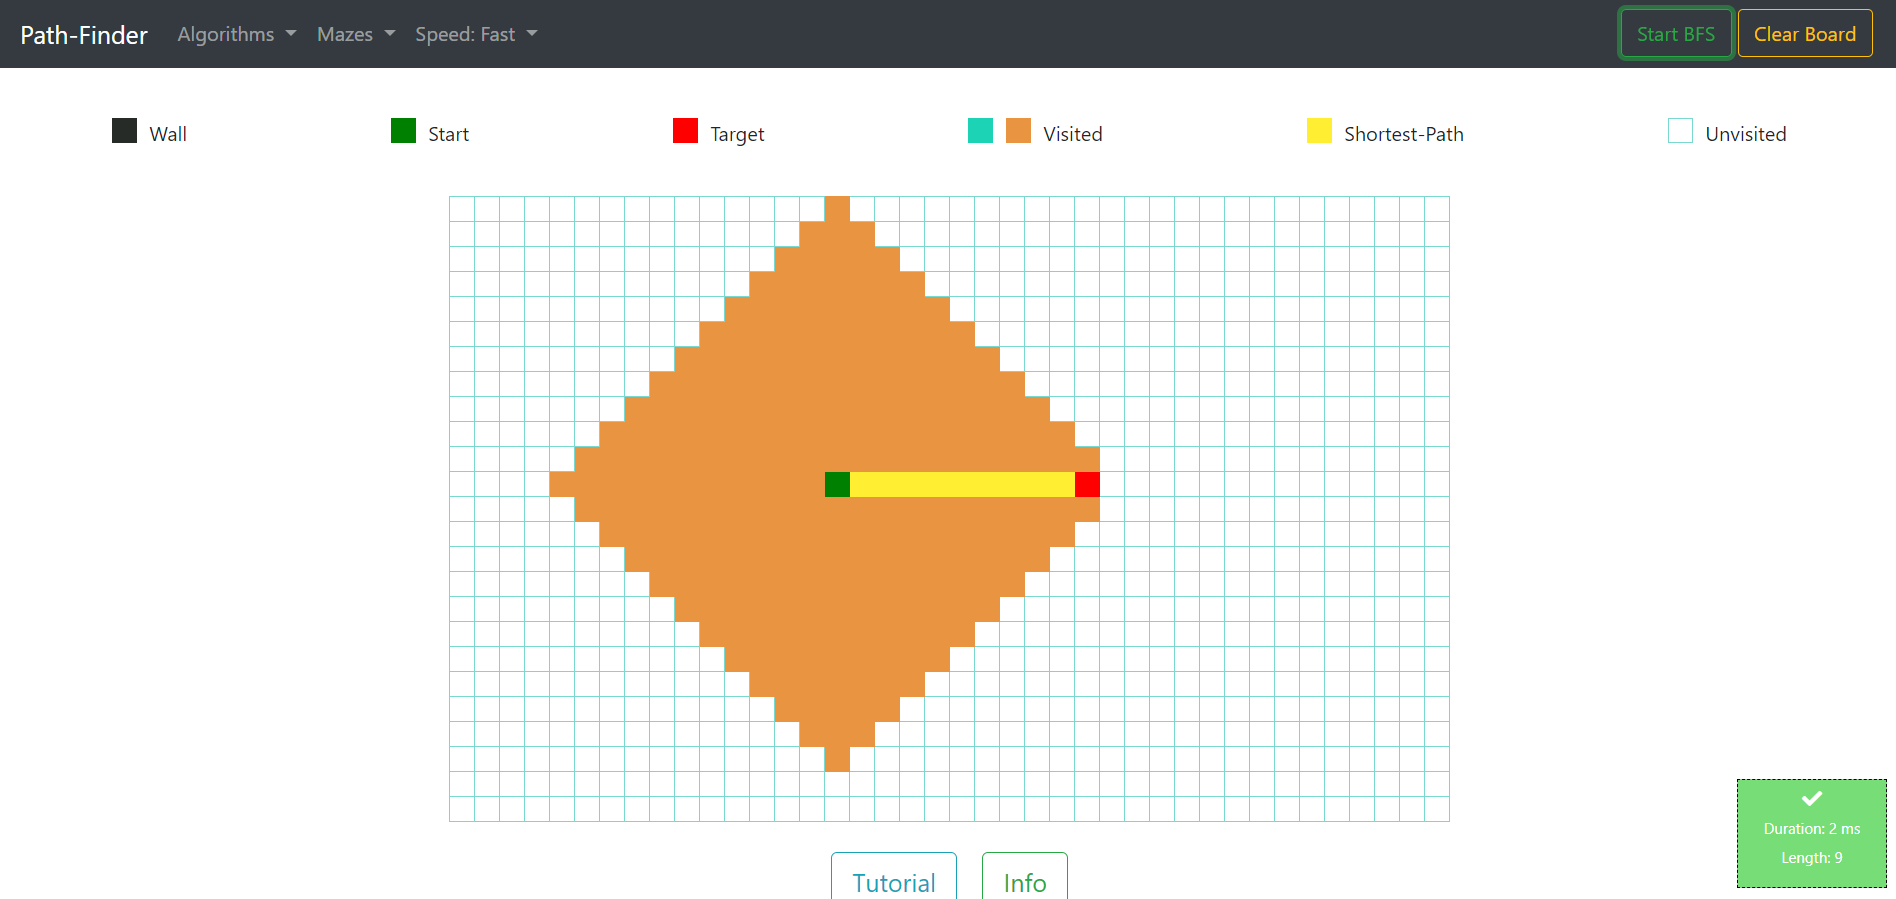 Path-Finder Algorithms Mazes Speed: Fast Start BFS Clear Board
Wall Start Target Visited Shortest-Path Unvisited
Duration: 2 ms
Length: 9
Tutorial Info